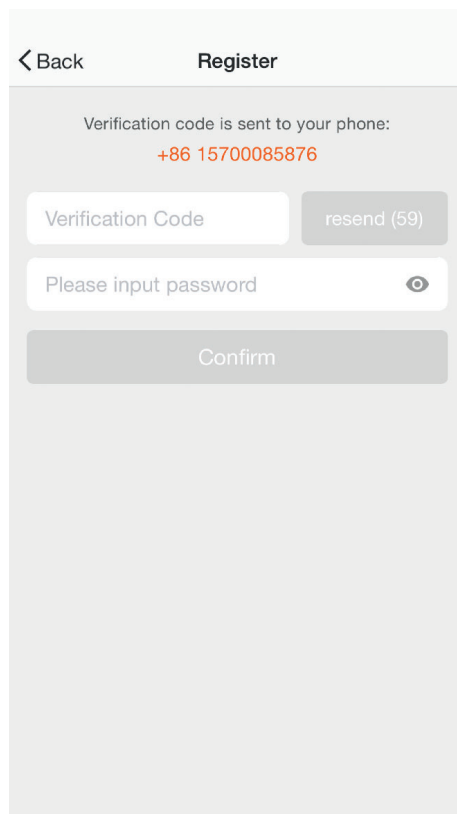 Back
Register
Verification code is sent to your phone:
+86 15700085876
Verification Code
resend (59)
Please input password
Confirm